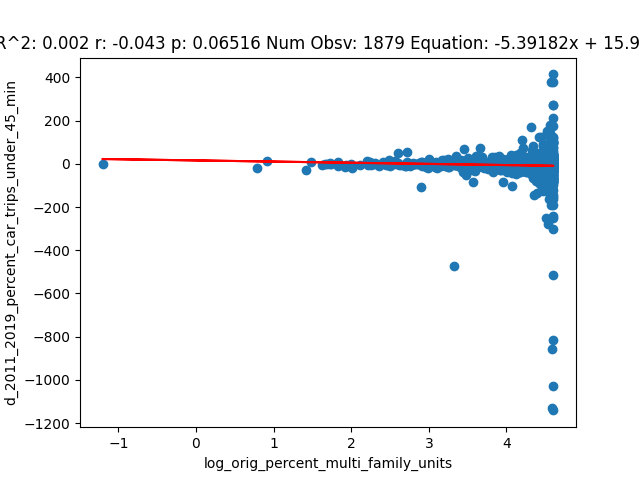 R^2: 0.002 r: -0.043 p: 0.06516 Num Obsv: 1879 Equation: -5.39182x + 15.9
400
200
0
−200
−400
−600
−800
−1000
−1200
d_2011_2019_percent_car_trips_under_45_min
−1 0 1 2 3 4
log_orig_percent_multi_family_units